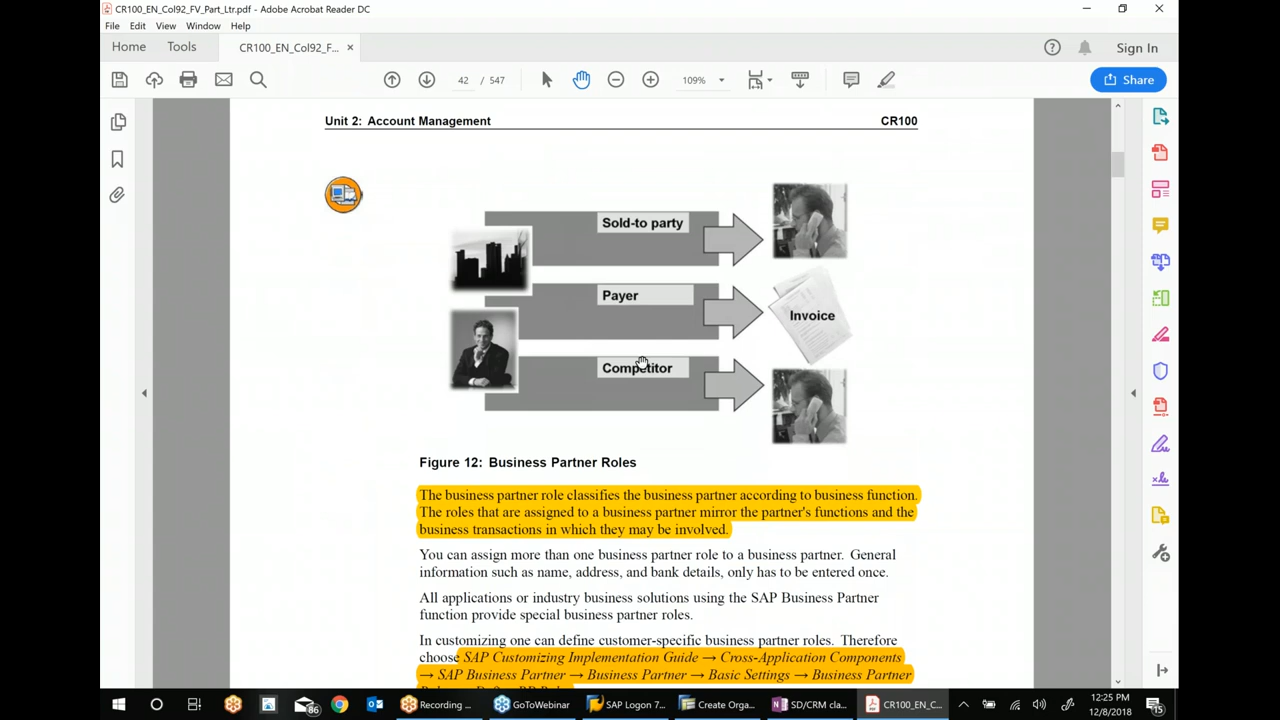 CR100_EN_Col92_FV_Part_Ltr.pdf - Adobe Acrobat Reader DC
File Edit View Window Help
Home Tools CR100_EN_Col92_F... × Sign In
42 / 547 109% Share
Unit 2: Account Management CR100
Sold-to party
Payer
Invoice
Competitor
Figure 12: Business Partner Roles
The business partner role classifies the business partner according to business function.
The roles that are assigned to a business partner mirror the partner's functions and the
business transactions in which they may be involved.
You can assign more than one business partner role to a business partner. General
information such as name, address, and bank details, only has to be entered once.
All applications or industry business solutions using the SAP Business Partner
function provide special business partner roles.
In customizing one can define customer-specific business partner roles. Therefore
choose SAP Customizing Implementation Guide → Cross-Application Components
→ SAP Business Partner → Business Partner → Basic Settings → Business Partner
86 Recording ... GoToWebinar SAP Logon 7... Create Orga... SD/CRM cla... CR100_EN_C... 12:25 PM
12/8/2018 15